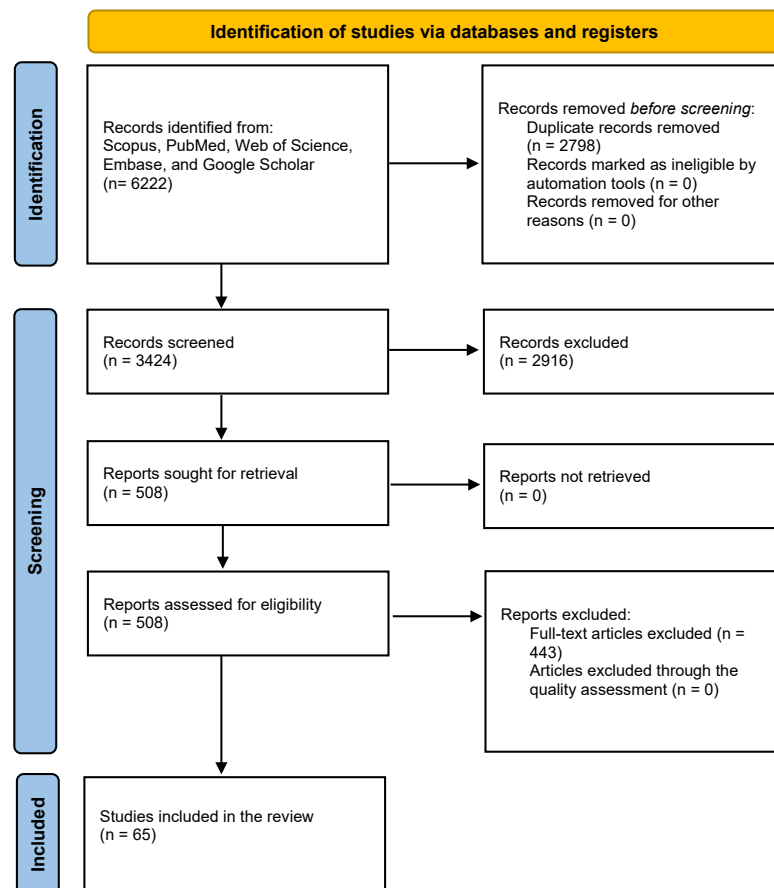 Identification of studies via databases and registers
Identification
Records identified from:
Scopus, PubMed, Web of Science,
Embase, and Google Scholar
(n= 6222)
Records removed before screening:
Duplicate records removed
(n = 2798)
Records marked as ineligible by
automation tools (n = 0)
Records removed for other
reasons (n = 0)
Screening
Records screened
(n = 3424)
Records excluded
(n = 2916)
Reports sought for retrieval
(n = 508)
Reports not retrieved
(n = 0)
Reports assessed for eligibility
(n = 508)
Reports excluded:
Full-text articles excluded (n =
443)
Articles excluded through the
quality assessment (n = 0)
Included
Studies included in the review
(n = 65)